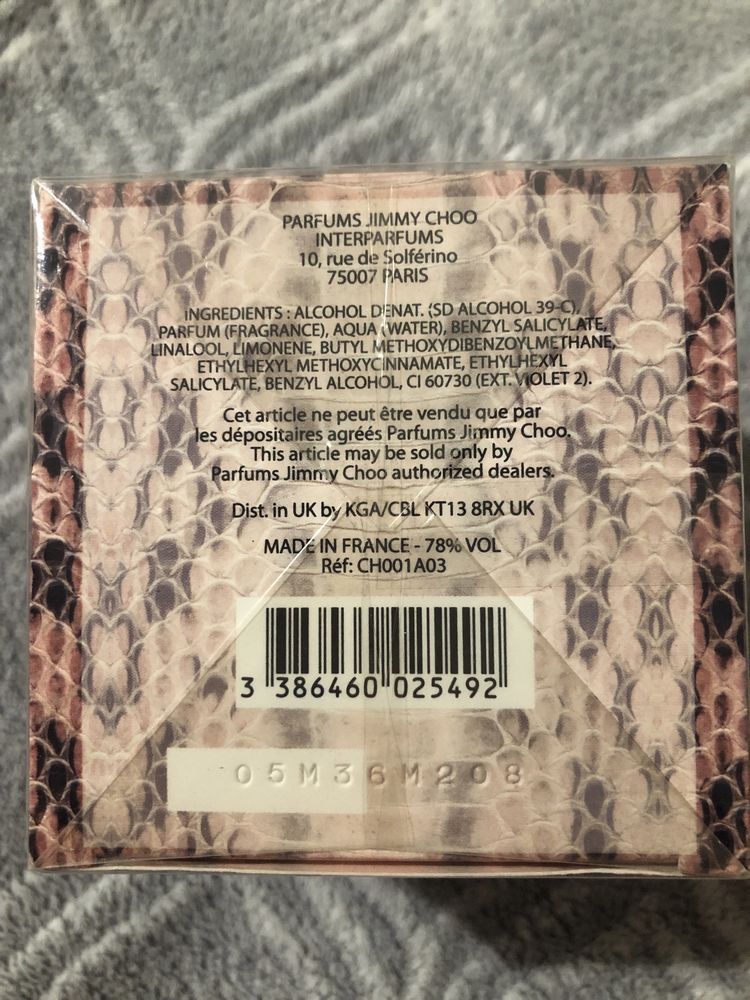 PARFUMS JIMMY CHOO
INTERPARFUMS
10, rue de Solférino
75007 PARIS
INGREDIENTS : ALCOHOL DENAT. (SD ALCOHOL 39-C),
PARFUM (FRAGRANCE), AQUA (WATER), BENZYL SALICYLATE,
LINALOOL, LIMONENE, BUTYL METHOXYDIBENZOYLMETHANE,
ETHYLHEXYL METHOXYCINNAMATE, ETHYLHEXYL
SALICYLATE, BENZYL ALCOHOL, CI 60730 (EXT. VIOLET 2).
Cet article ne peut être vendu que par
les dépositaires agréés Parfums Jimmy Choo.
This article may be sold only by
Parfums Jimmy Choo authorized dealers.
Dist. in UK by KGA/CBL KT13 8RX UK
MADE IN FRANCE - 78% VOL
Réf: CH001A03
3 386460 025492
05M36M208